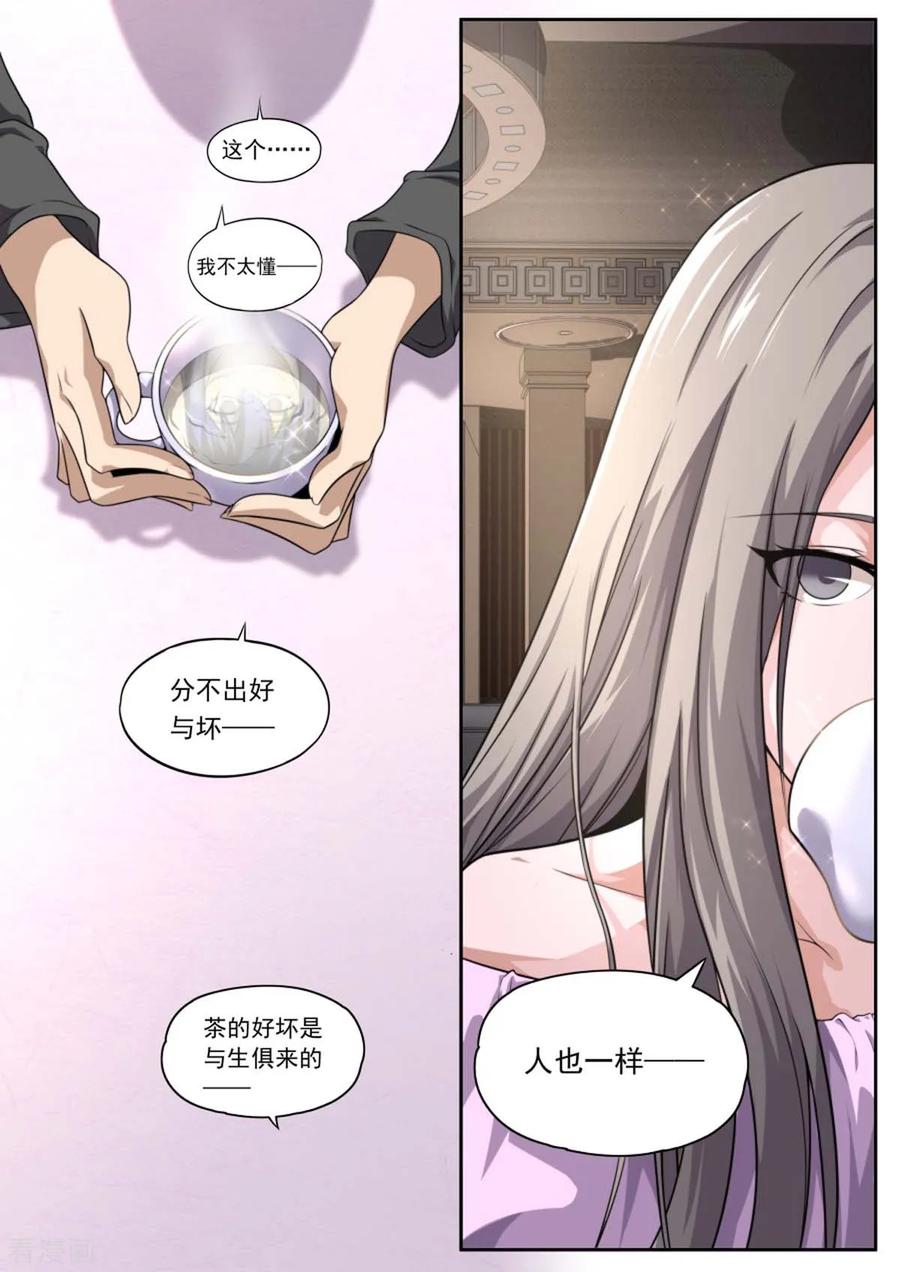 这个……
我不太懂——
分不出好
与坏——
茶的好坏是
与生俱来的
——
人也一样——
看漫画